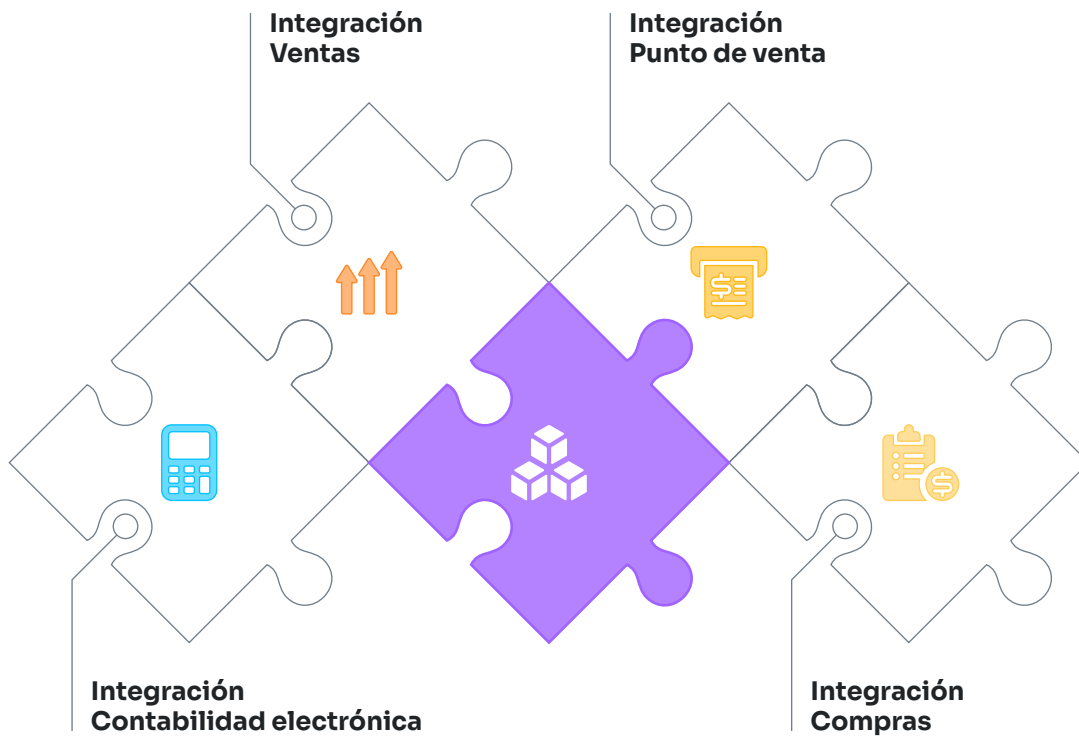 Integración
Ventas
Integración
Punto de venta
Integración
Contabilidad electrónica
Integración
Compras